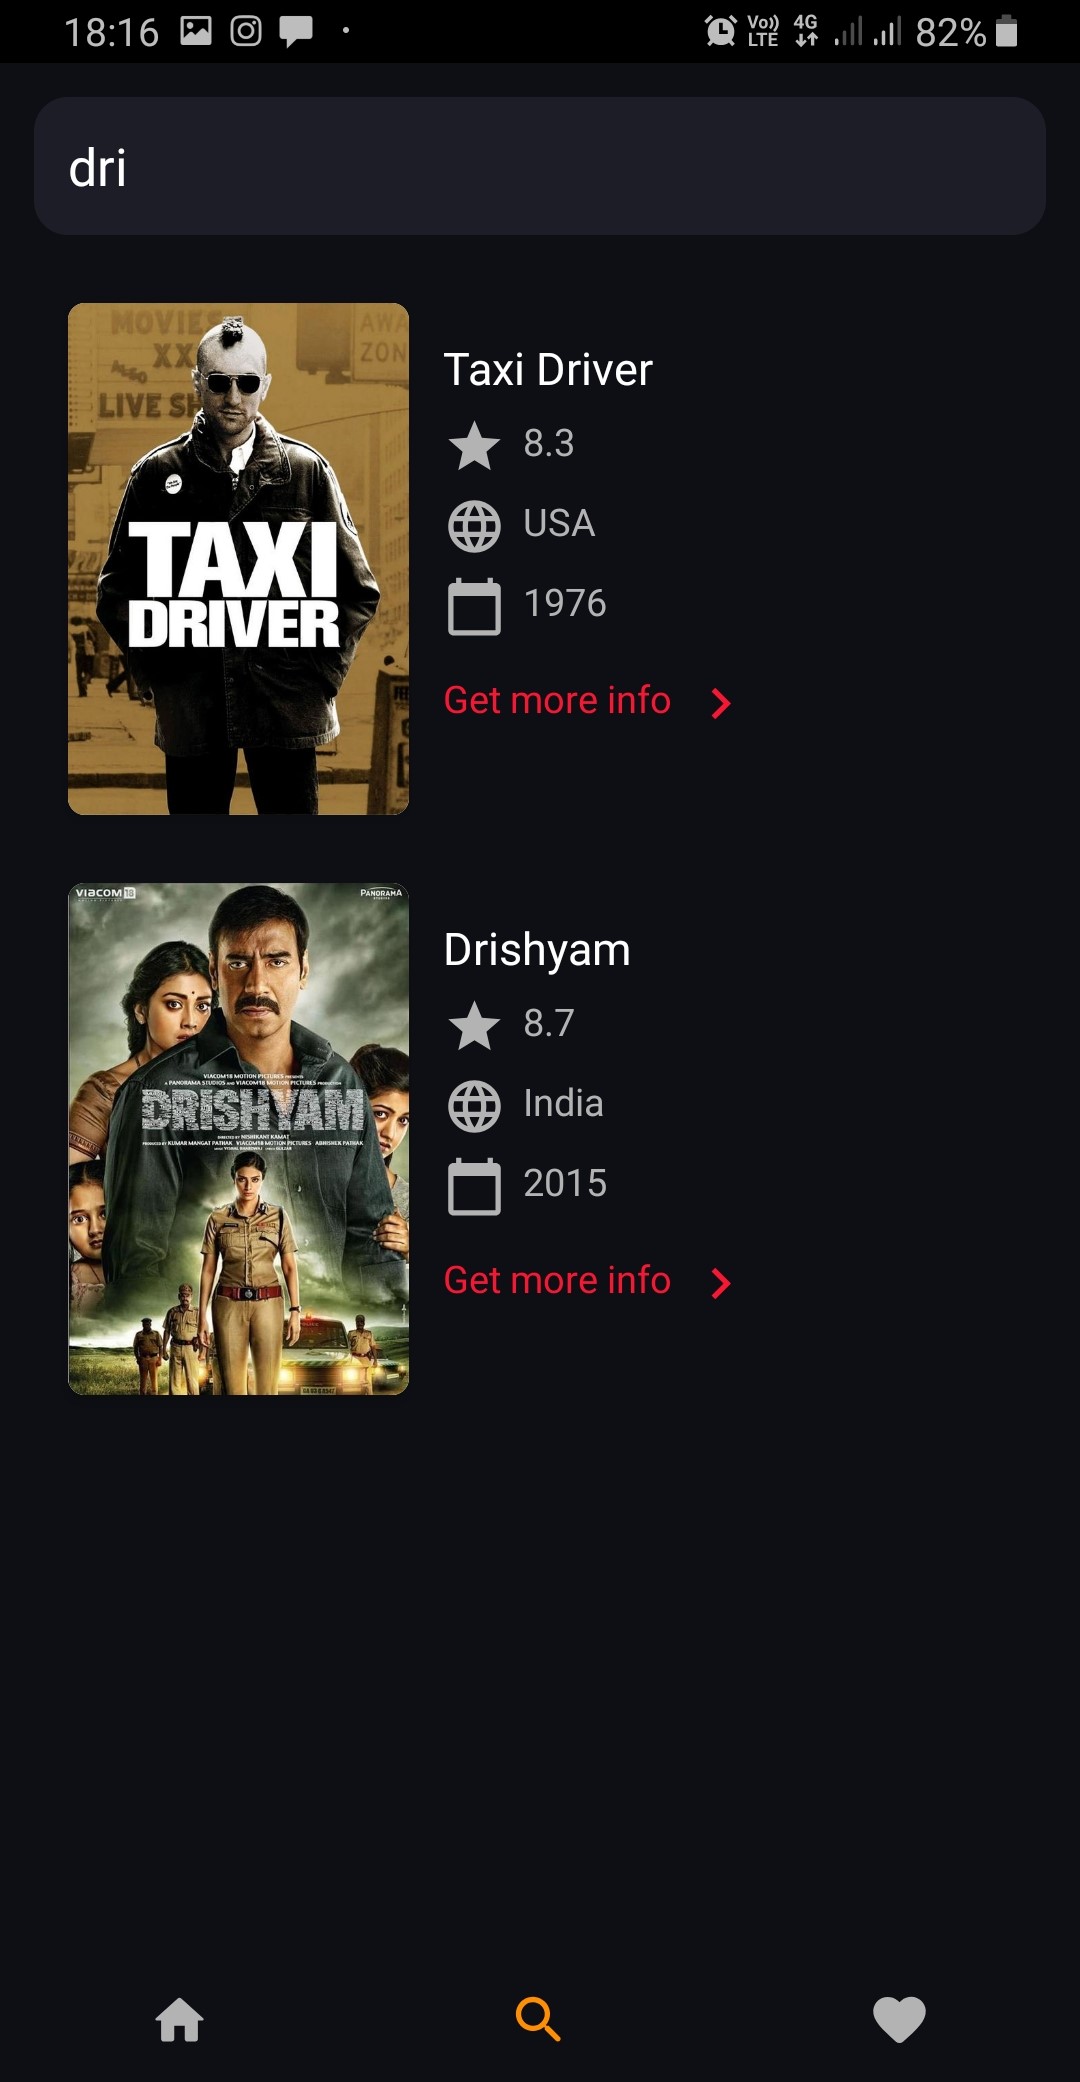 18:16 Vo)) LTE 4G 82%
dri
MOVIES
XX
ALSO
LIVE SH
AWA
ZON
TAXI
DRIVER
Taxi Driver
8.3
USA
1976
Get more info
VIACOM18
PANORAMA
STUDIOS
VIACOM18 MOTION PICTURES PRESENTS
A PANORAMA STUDIOS AND VIACOM18 MOTION PICTURES PRODUCTION
DRISHYAM
DIRECTED BY NISHIKANT KAMAT
PRODUCED BY KUMAR MANGAT PATHAK VIACOM18 MOTION PICTURES ABHISHEK PATHAK
Drishyam
8.7
India
2015
Get more info